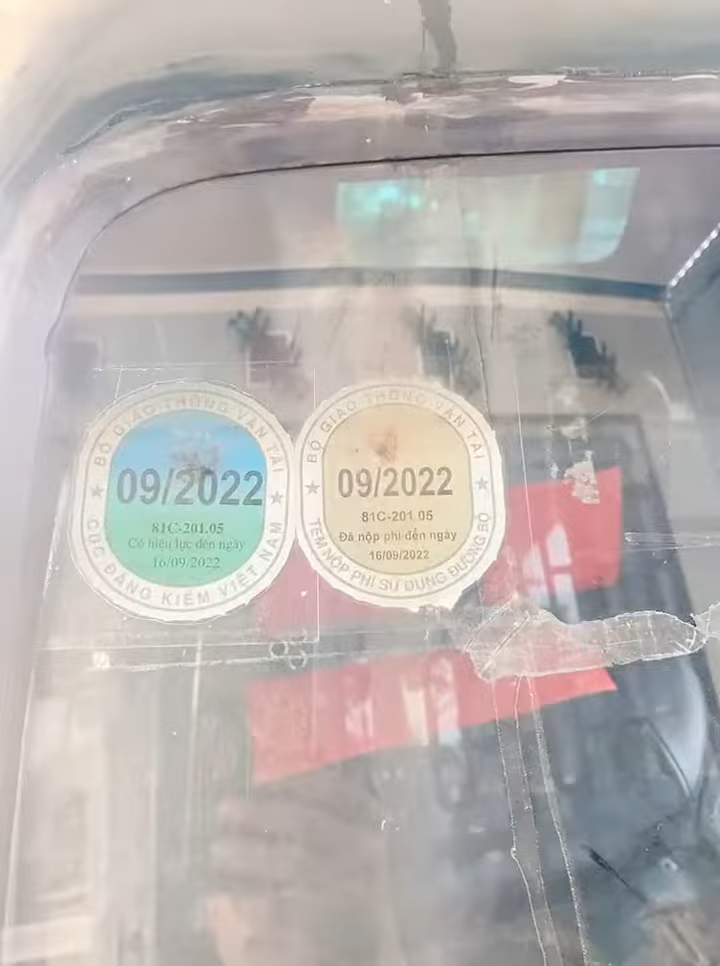 BỘ GIAO THÔNG VẬN TẢI
09/2022
81C-201.05
Có hiệu lực đến ngày
16/09/2022
CỤC ĐĂNG KIỂM VIỆT NAM
BỘ GIAO THÔNG VẬN TẢI
09/2022
81C-201.05
Đã nộp phí đến ngày
16/09/2022
TEM NỘP PHÍ SỬ DỤNG ĐƯỜNG BỘ